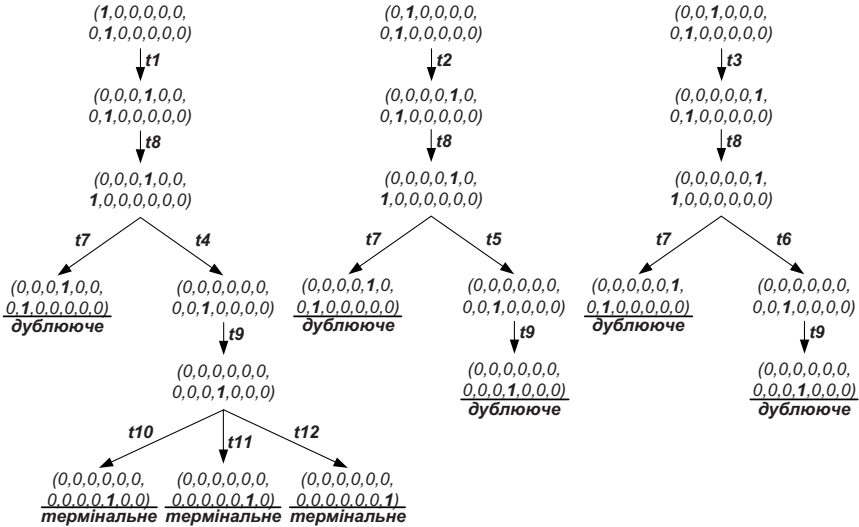 (1,0,0,0,0,0, (0,1,0,0,0,0, (0,0,1,0,0,0,
0,1,0,0,0,0,0) 0,1,0,0,0,0,0) 0,1,0,0,0,0,0)
t1 t2 t3
(0,0,0,1,0,0, (0,0,0,0,1,0, (0,0,0,0,0,1,
0,1,0,0,0,0,0) 0,1,0,0,0,0,0) 0,1,0,0,0,0,0)
t8 t8 t8
(0,0,0,1,0,0, (0,0,0,0,1,0, (0,0,0,0,0,1,
1,0,0,0,0,0,0) 1,0,0,0,0,0,0) 1,0,0,0,0,0,0)
t7 t4 t7 t5 t7 t6
(0,0,0,1,0,0, (0,0,0,0,0,0, (0,0,0,0,1,0, (0,0,0,0,0,0, (0,0,0,0,0,1, (0,0,0,0,0,0,
0,1,0,0,0,0,0) 0,0,1,0,0,0,0) 0,1,0,0,0,0,0) 0,0,1,0,0,0,0) 0,1,0,0,0,0,0) 0,0,1,0,0,0,0)
дублююче дублююче дублююче
t9 t9 t9
(0,0,0,0,0,0, (0,0,0,0,0,0, (0,0,0,0,0,0,
0,0,0,1,0,0,0) 0,0,0,1,0,0,0) 0,0,0,1,0,0,0)
дублююче дублююче
t10 t11 t12
(0,0,0,0,0,0, (0,0,0,0,0,0, (0,0,0,0,0,0,
0,0,0,0,1,0,0) 0,0,0,0,0,1,0) 0,0,0,0,0,0,1)
термінальне термінальне термінальне